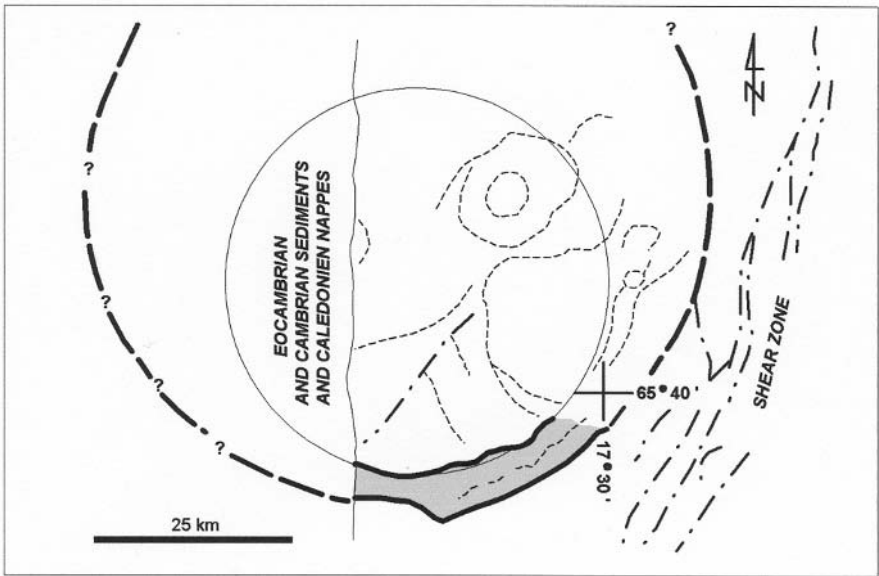 ?
?
N
?
EOCAMBRIAN
AND CAMBRIAN SEDIMENTS
AND CALEDONIEN NAPPES
?
?
SHEAR ZONE
65° 40
?
17° 30'
25 km